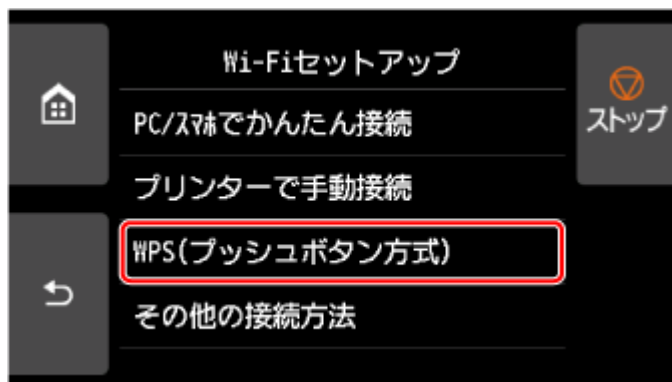 Wi-Fiセットアップ
PC/スマホでかんたん接続
プリンターで手動接続
WPS(プッシュボタン方式)
その他の接続方法
ストップ